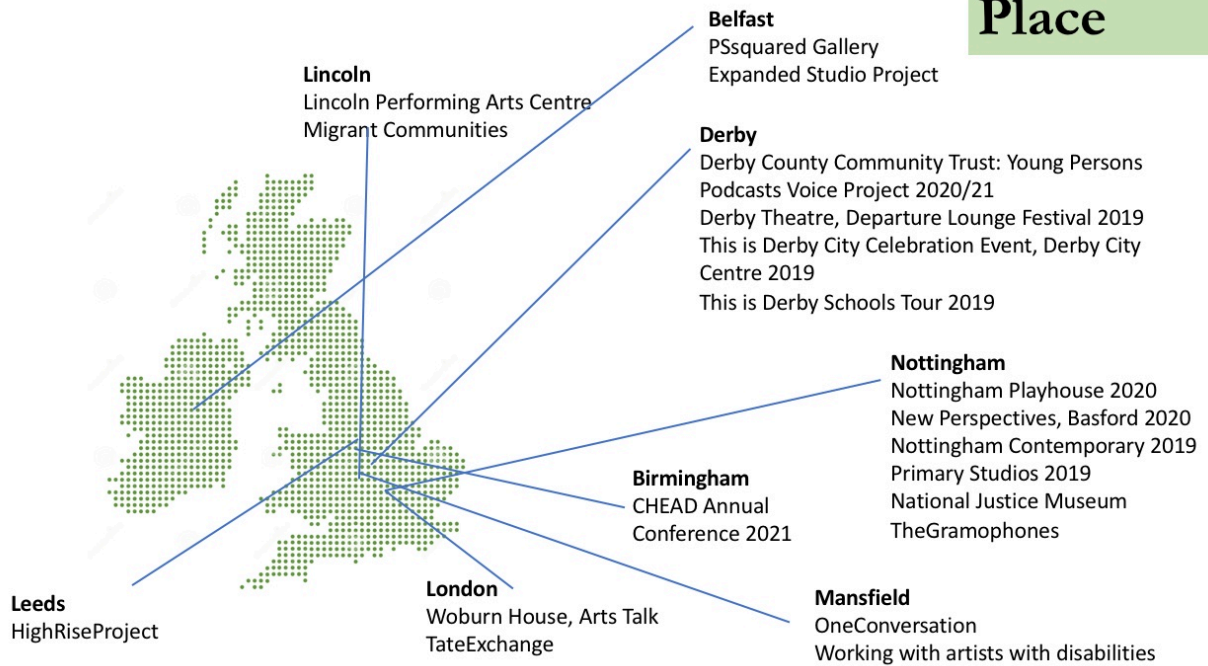 Place
Belfast
PSsquared Gallery
Expanded Studio Project
Lincoln
Lincoln Performing Arts Centre
Migrant Communities
Derby
Derby County Community Trust: Young Persons
Podcasts Voice Project 2020/21
Derby Theatre, Departure Lounge Festival 2019
This is Derby City Celebration Event, Derby City
Centre 2019
This is Derby Schools Tour 2019
Nottingham
Nottingham Playhouse 2020
New Perspectives, Basford 2020
Nottingham Contemporary 2019
Primary Studios 2019
National Justice Museum
TheGramophones
Birmingham
CHEAD Annual
Conference 2021
Mansfield
OneConversation
Working with artists with disabilities
London
Woburn House, Arts Talk
TateExchange
Leeds
HighRiseProject